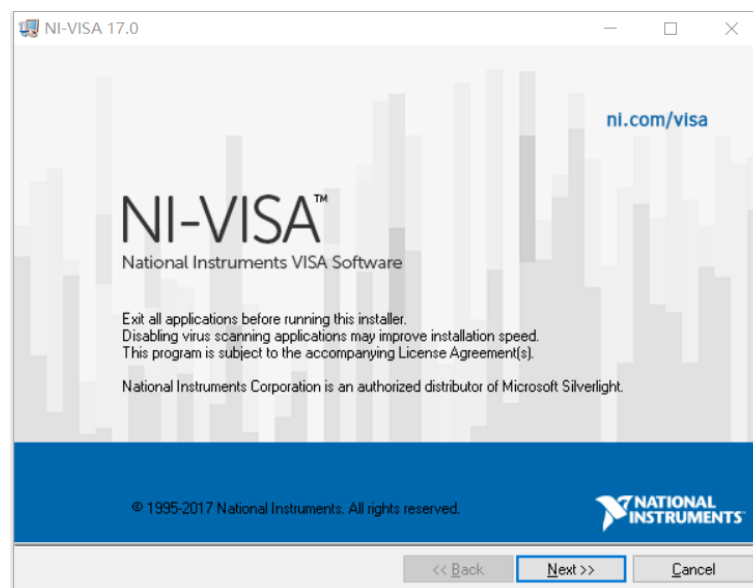 NI-VISA 17.0
ni.com/visa
NI-VISA™
National Instruments VISA Software
Exit all applications before running this installer.
Disabling virus scanning applications may improve installation speed.
This program is subject to the accompanying License Agreement(s).
National Instruments Corporation is an authorized distributor of Microsoft Silverlight.
© 1995-2017 National Instruments. All rights reserved.
NATIONAL
INSTRUMENTS
<< Back
Next >>
Cancel